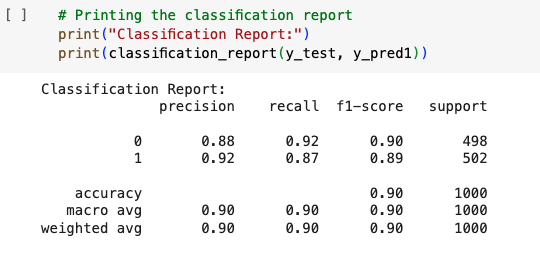 [ ] # Printing the classification report
print("Classification Report:")
print(classification_report(y_test, y_pred1))
Classification Report:
precision recall f1-score support
0 0.88 0.92 0.90 498
1 0.92 0.87 0.89 502
accuracy 0.90 1000
macro avg 0.90 0.90 0.90 1000
weighted avg 0.90 0.90 0.90 1000